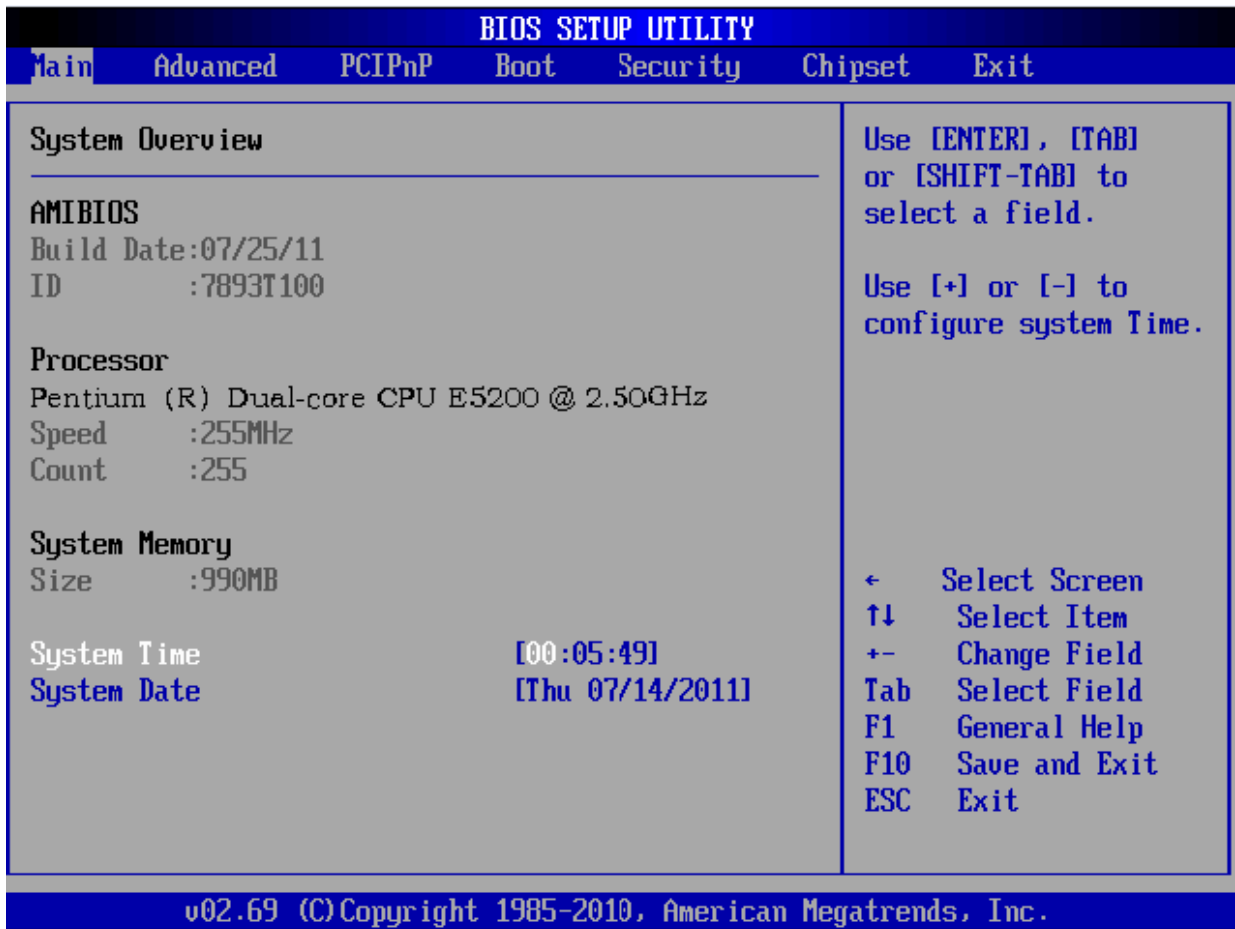 BIOS SETUP UTILITY
Main Advanced PCIPnP Boot Security Chipset Exit
System Overview
AMIBIOS
Build Date:07/25/11
ID :7893T100
Processor
Pentium (R) Dual-core CPU E5200 @ 2.50GHz
Speed :255MHz
Count :255
System Memory
Size :990MB
System Time [00:05:49]
System Date [Thu 07/14/2011]
Use [ENTER], [TAB]
or [SHIFT-TAB] to
select a field.
Use [+] or [-] to
configure system Time.
← Select Screen
↑↓ Select Item
+- Change Field
Tab Select Field
F1 General Help
F10 Save and Exit
ESC Exit
v02.69 (C)Copyright 1985-2010, American Megatrends, Inc.